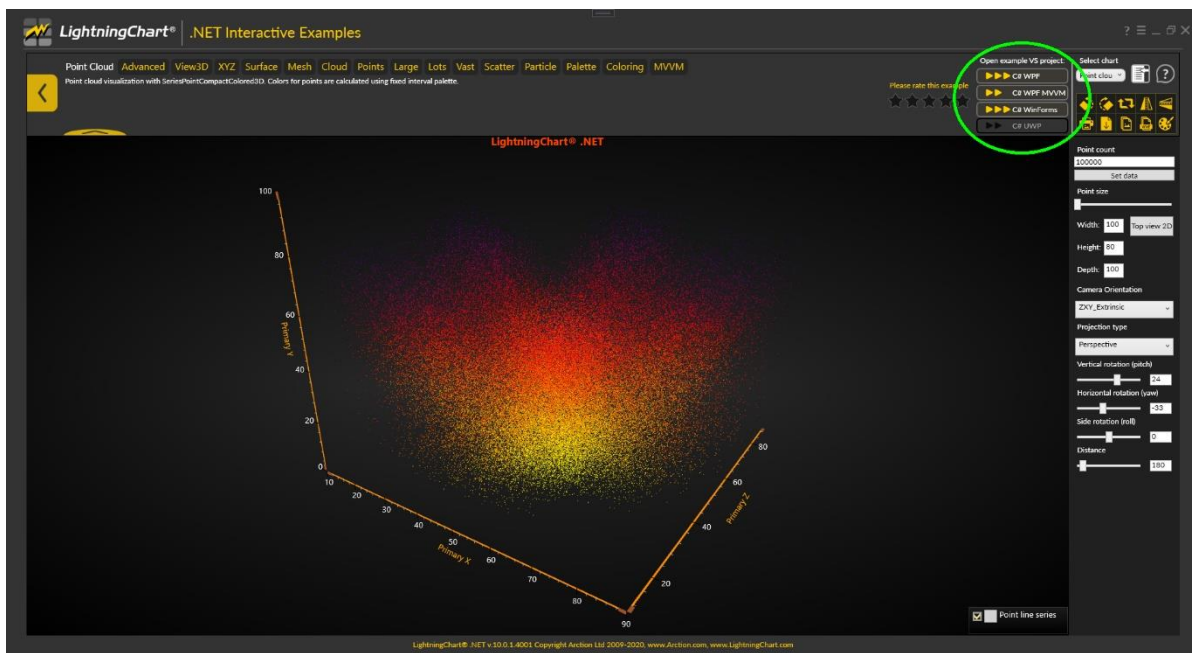 LightningChart® .NET Interactive Examples
? 
Point Cloud Advanced View3D XYZ Surface Mesh Cloud Points Large Lots Vast Scatter Particle Palette Coloring MVVM
Point cloud visualization with SeriesPointCompactColored3D. Colors for points are calculated using fixed interval palette.
Please rate this example
Open example VS project:
C# WPF
C# WPF MVVM
C# WinForms
C# UWP
Select chart
Point clou
?
LightningChart® .NET
100
80
60
40
20
0
Primary Y
10
20
30
40
50
60
70
80
90
Primary X
20
40
60
80
Primary Z
Point count
100000
Set data
Point size
Width: 100 Top view 2D
Height: 80
Depth: 100
Camera Orientation
ZXY_Extrinsic
Projection type
Perspective
Vertical rotation (pitch)
24
Horizontal rotation (yaw)
-33
Side rotation (roll)
0
Distance
180
Point line series
LightningChart® .NET v.10.0.1.4001 Copyright Arction Ltd 2009-2020, www.Arction.com, www.LightningChart.com